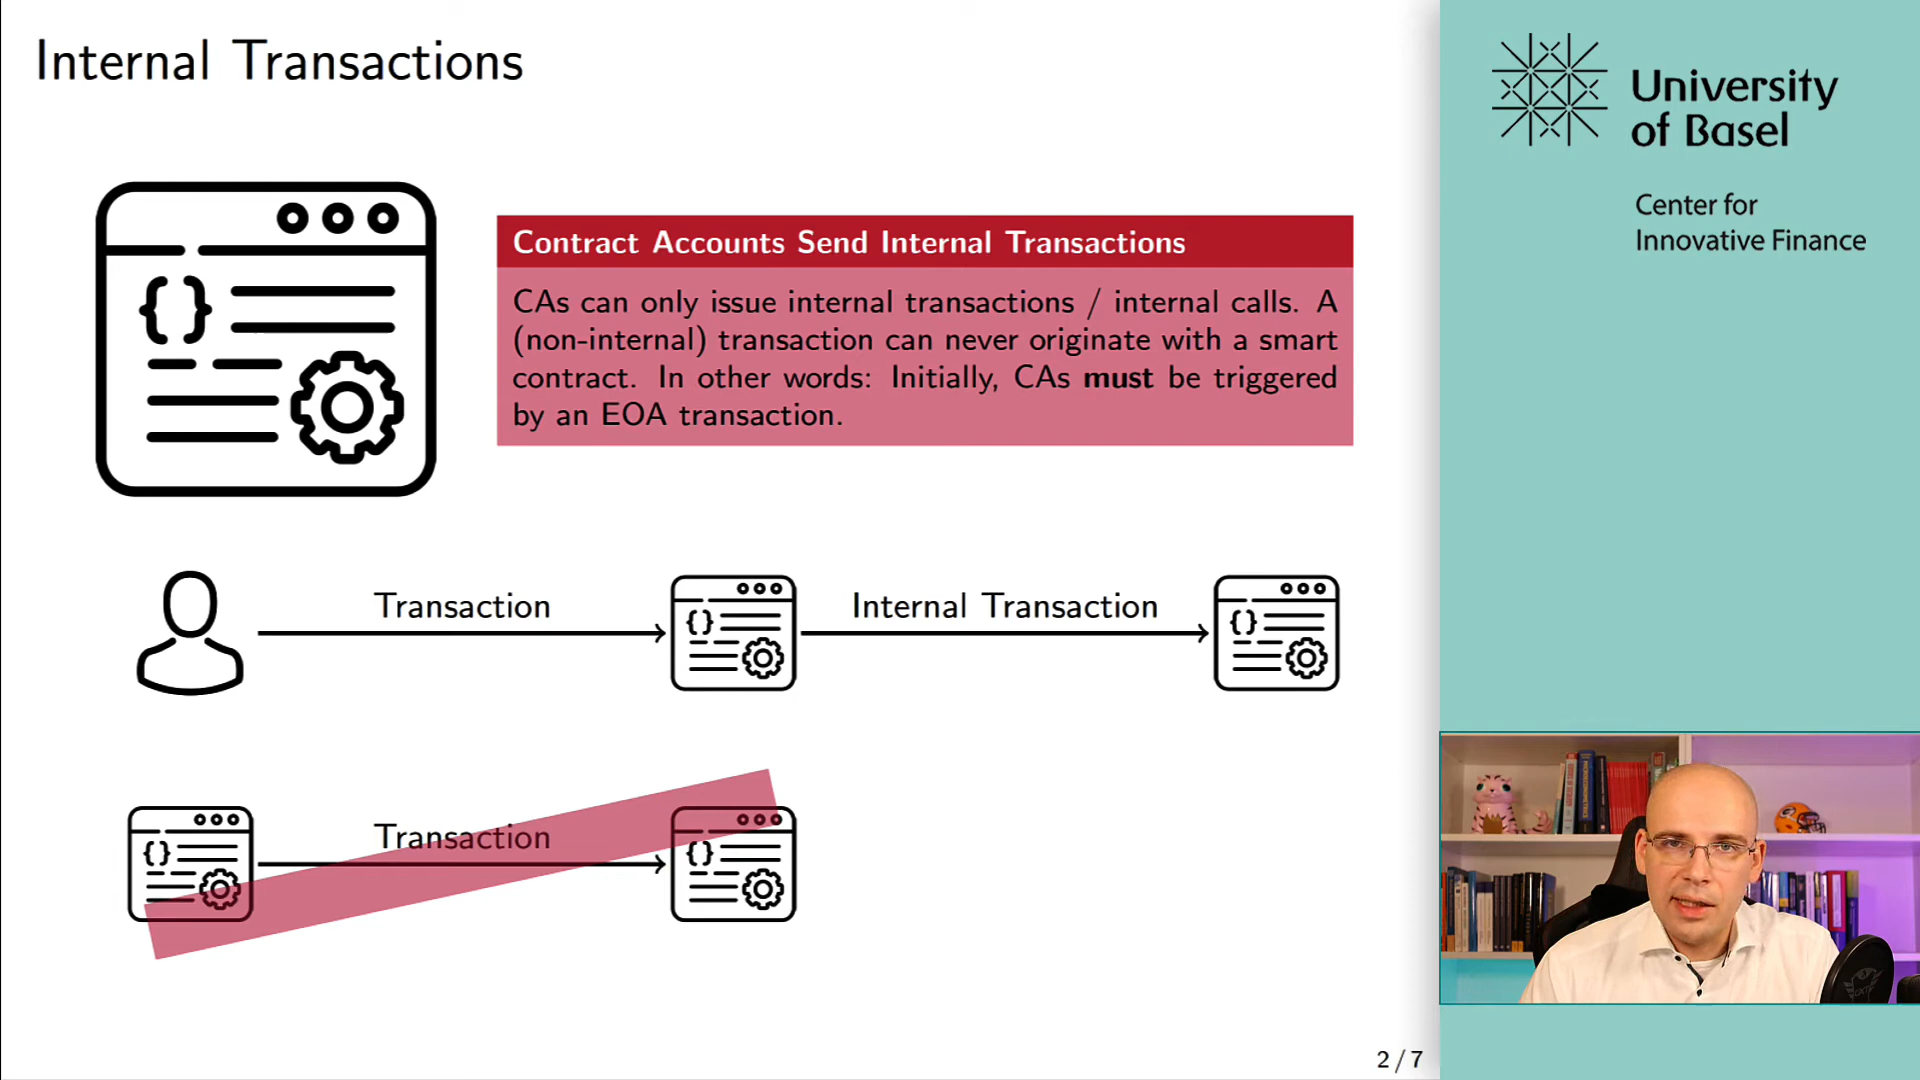 Internal Transactions
Contract Accounts Send Internal Transactions
CAs can only issue internal transactions / internal calls. A
(non-internal) transaction can never originate with a smart
contract. In other words: Initially, CAs must be triggered
by an EOA transaction.
Transaction
Internal Transaction
Transaction
2 / 7
University
of Basel
Center for
Innovative Finance